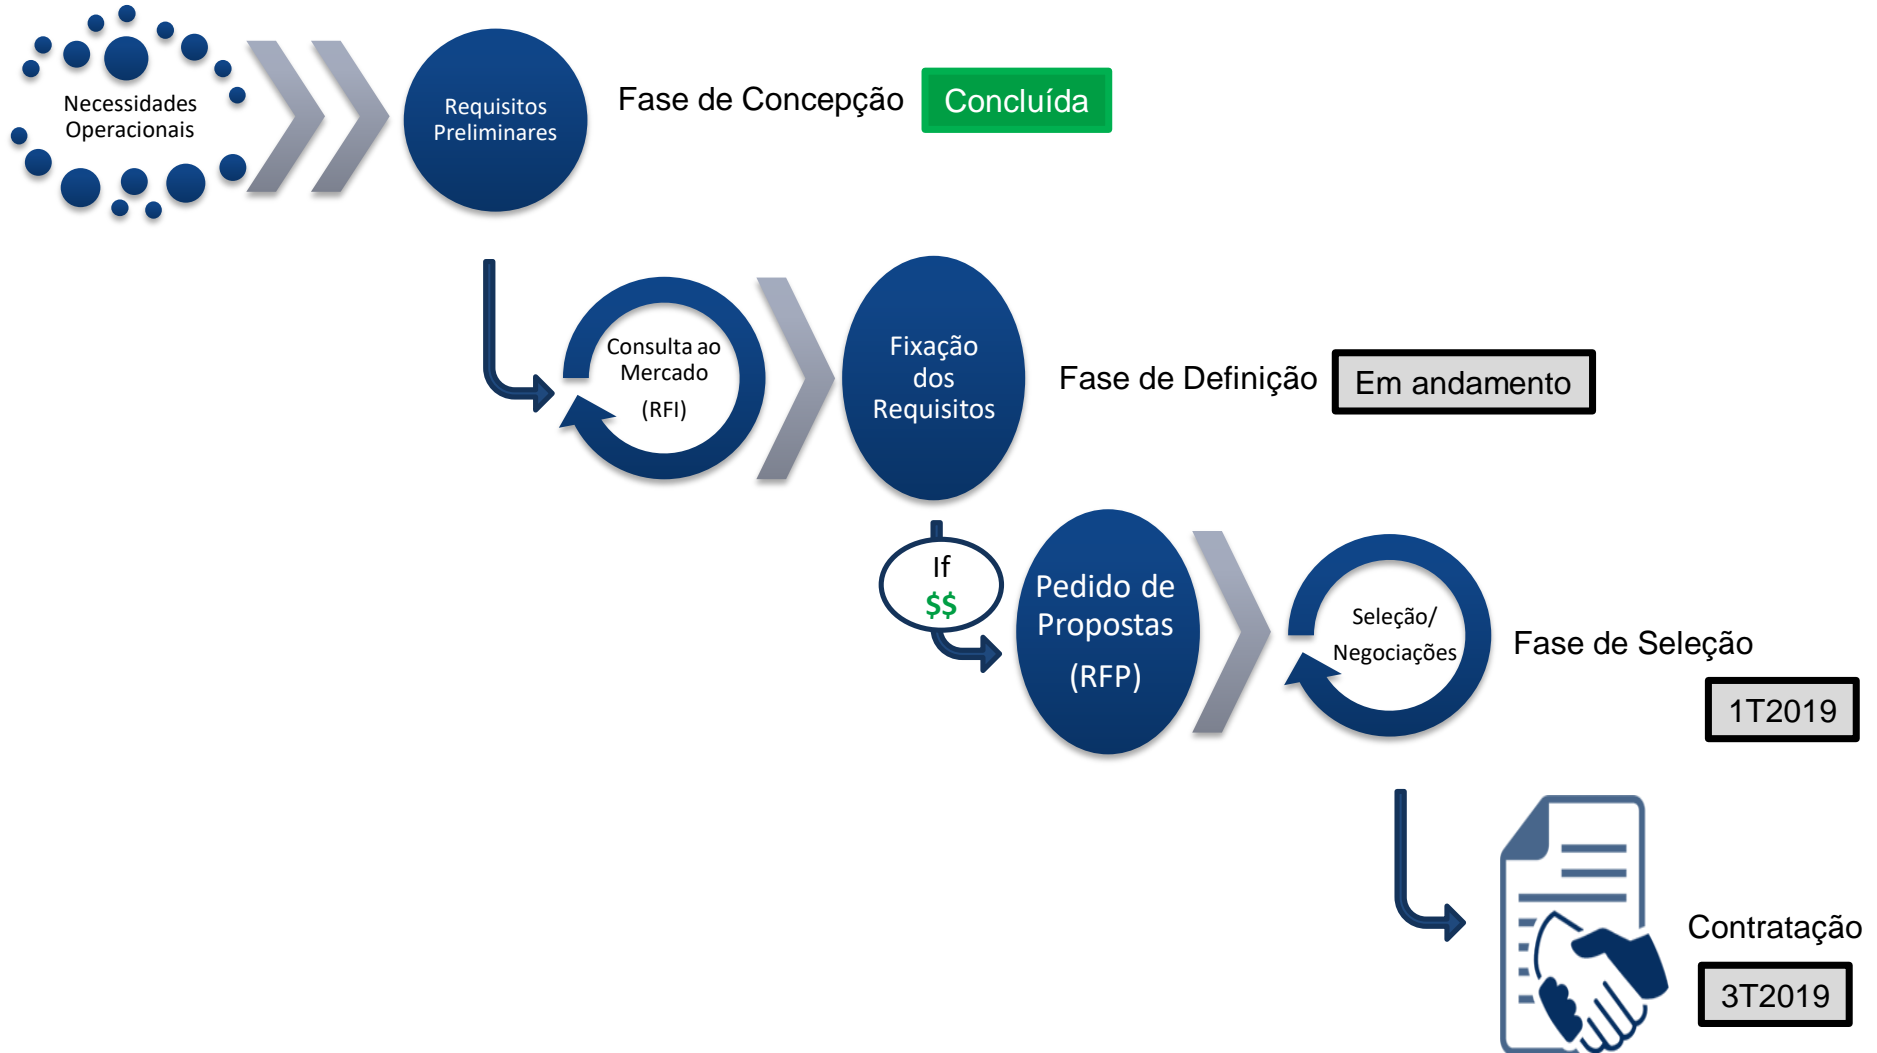 Necessidades
Operacionais
Requisitos
Preliminares
Fase de Concepção
Concluída
Consulta ao
Mercado
(RFI)
Fixação
dos
Requisitos
Fase de Definição
Em andamento
If
$$
Pedido de
Propostas
(RFP)
Seleção/
Negociações
Fase de Seleção
1T2019
Contratação
3T2019